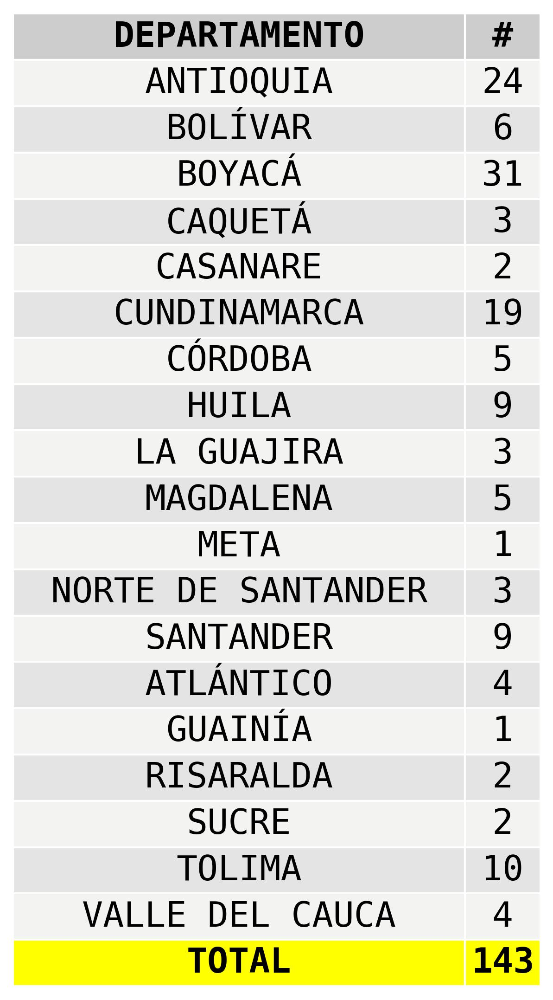 DEPARTAMENTO #
ANTIOQUIA 24
BOLÍVAR 6
BOYACÁ 31
CAQUETÁ 3
CASANARE 2
CUNDINAMARCA 19
CÓRDOBA 5
HUILA 9
LA GUAJIRA 3
MAGDALENA 5
META 1
NORTE DE SANTANDER 3
SANTANDER 9
ATLÁNTICO 4
GUAINÍA 1
RISARALDA 2
SUCRE 2
TOLIMA 10
VALLE DEL CAUCA 4
TOTAL 143